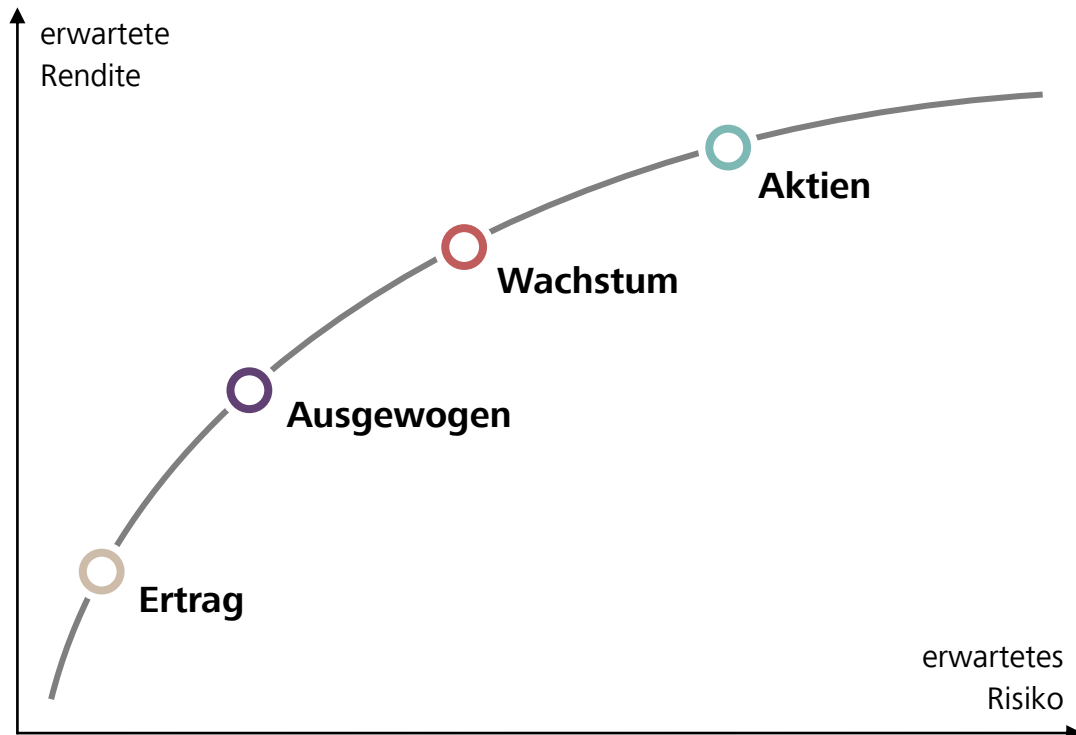 erwartete
Rendite
Aktien
Wachstum
Ausgewogen
Ertrag
erwartetes
Risiko